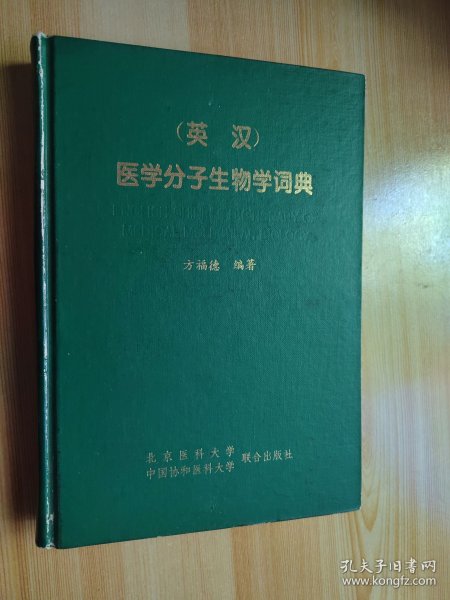 （英 汉）
医学分子生物学词典
方福德 编著
北京医科大学
中国协和医科大学
联合出版社
孔夫子旧书网
www.kongfz.com